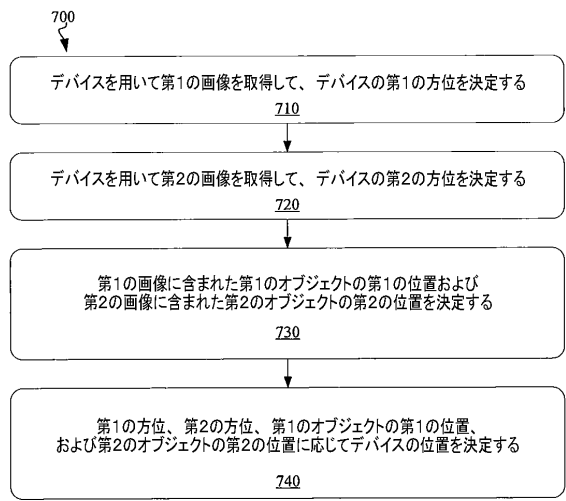 700
デバイスを用いて第1の画像を取得して、デバイスの第1の方位を決定する
710
デバイスを用いて第2の画像を取得して、デバイスの第2の方位を決定する
720
第1の画像に含まれた第1のオブジェクトの第1の位置および
第2の画像に含まれた第2のオブジェクトの第2の位置を決定する
730
第1の方位、第2の方位、第1のオブジェクトの第1の位置、
および第2のオブジェクトの第2の位置に応じてデバイスの位置を決定する
740